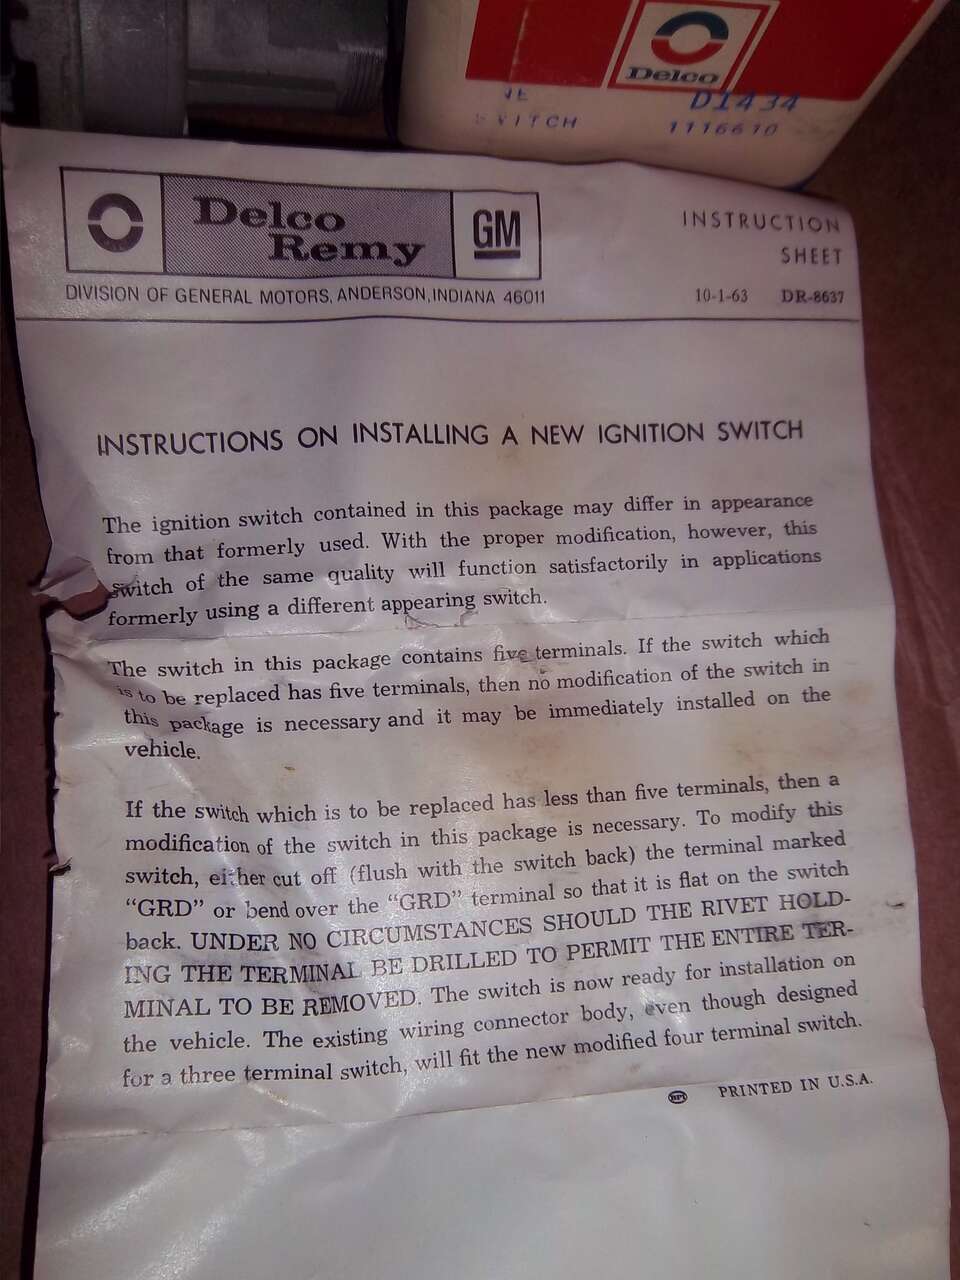 Delco
D1434
SWITCH 1116610
Delco
Remy
GM
DIVISION OF GENERAL MOTORS, ANDERSON, INDIANA 46011
INSTRUCTION
SHEET
10-1-63 DR-8637
INSTRUCTIONS ON INSTALLING A NEW IGNITION SWITCH
The ignition switch contained in this package may differ in appearance
from that formerly used. With the proper modification, however, this
switch of the same quality will function satisfactorily in applications
formerly using a different appearing switch.
The switch in this package contains five terminals. If the switch which
is to be replaced has five terminals, then no modification of the switch in
this package is necessary and it may be immediately installed on the
vehicle.
If the switch which is to be replaced has less than five terminals, then a
modification of the switch in this package is necessary. To modify this
switch, either cut off (flush with the switch back) the terminal marked
"GRD" or bend over the "GRD" terminal so that it is flat on the switch
back. UNDER NO CIRCUMSTANCES SHOULD THE RIVET HOLD-
ING THE TERMINAL BE DRILLED TO PERMIT THE ENTIRE TER-
MINAL TO BE REMOVED. The switch is now ready for installation on
the vehicle. The existing wiring connector body, even though designed
for a three terminal switch, will fit the new modified four terminal switch.
PRINTED IN U.S.A.